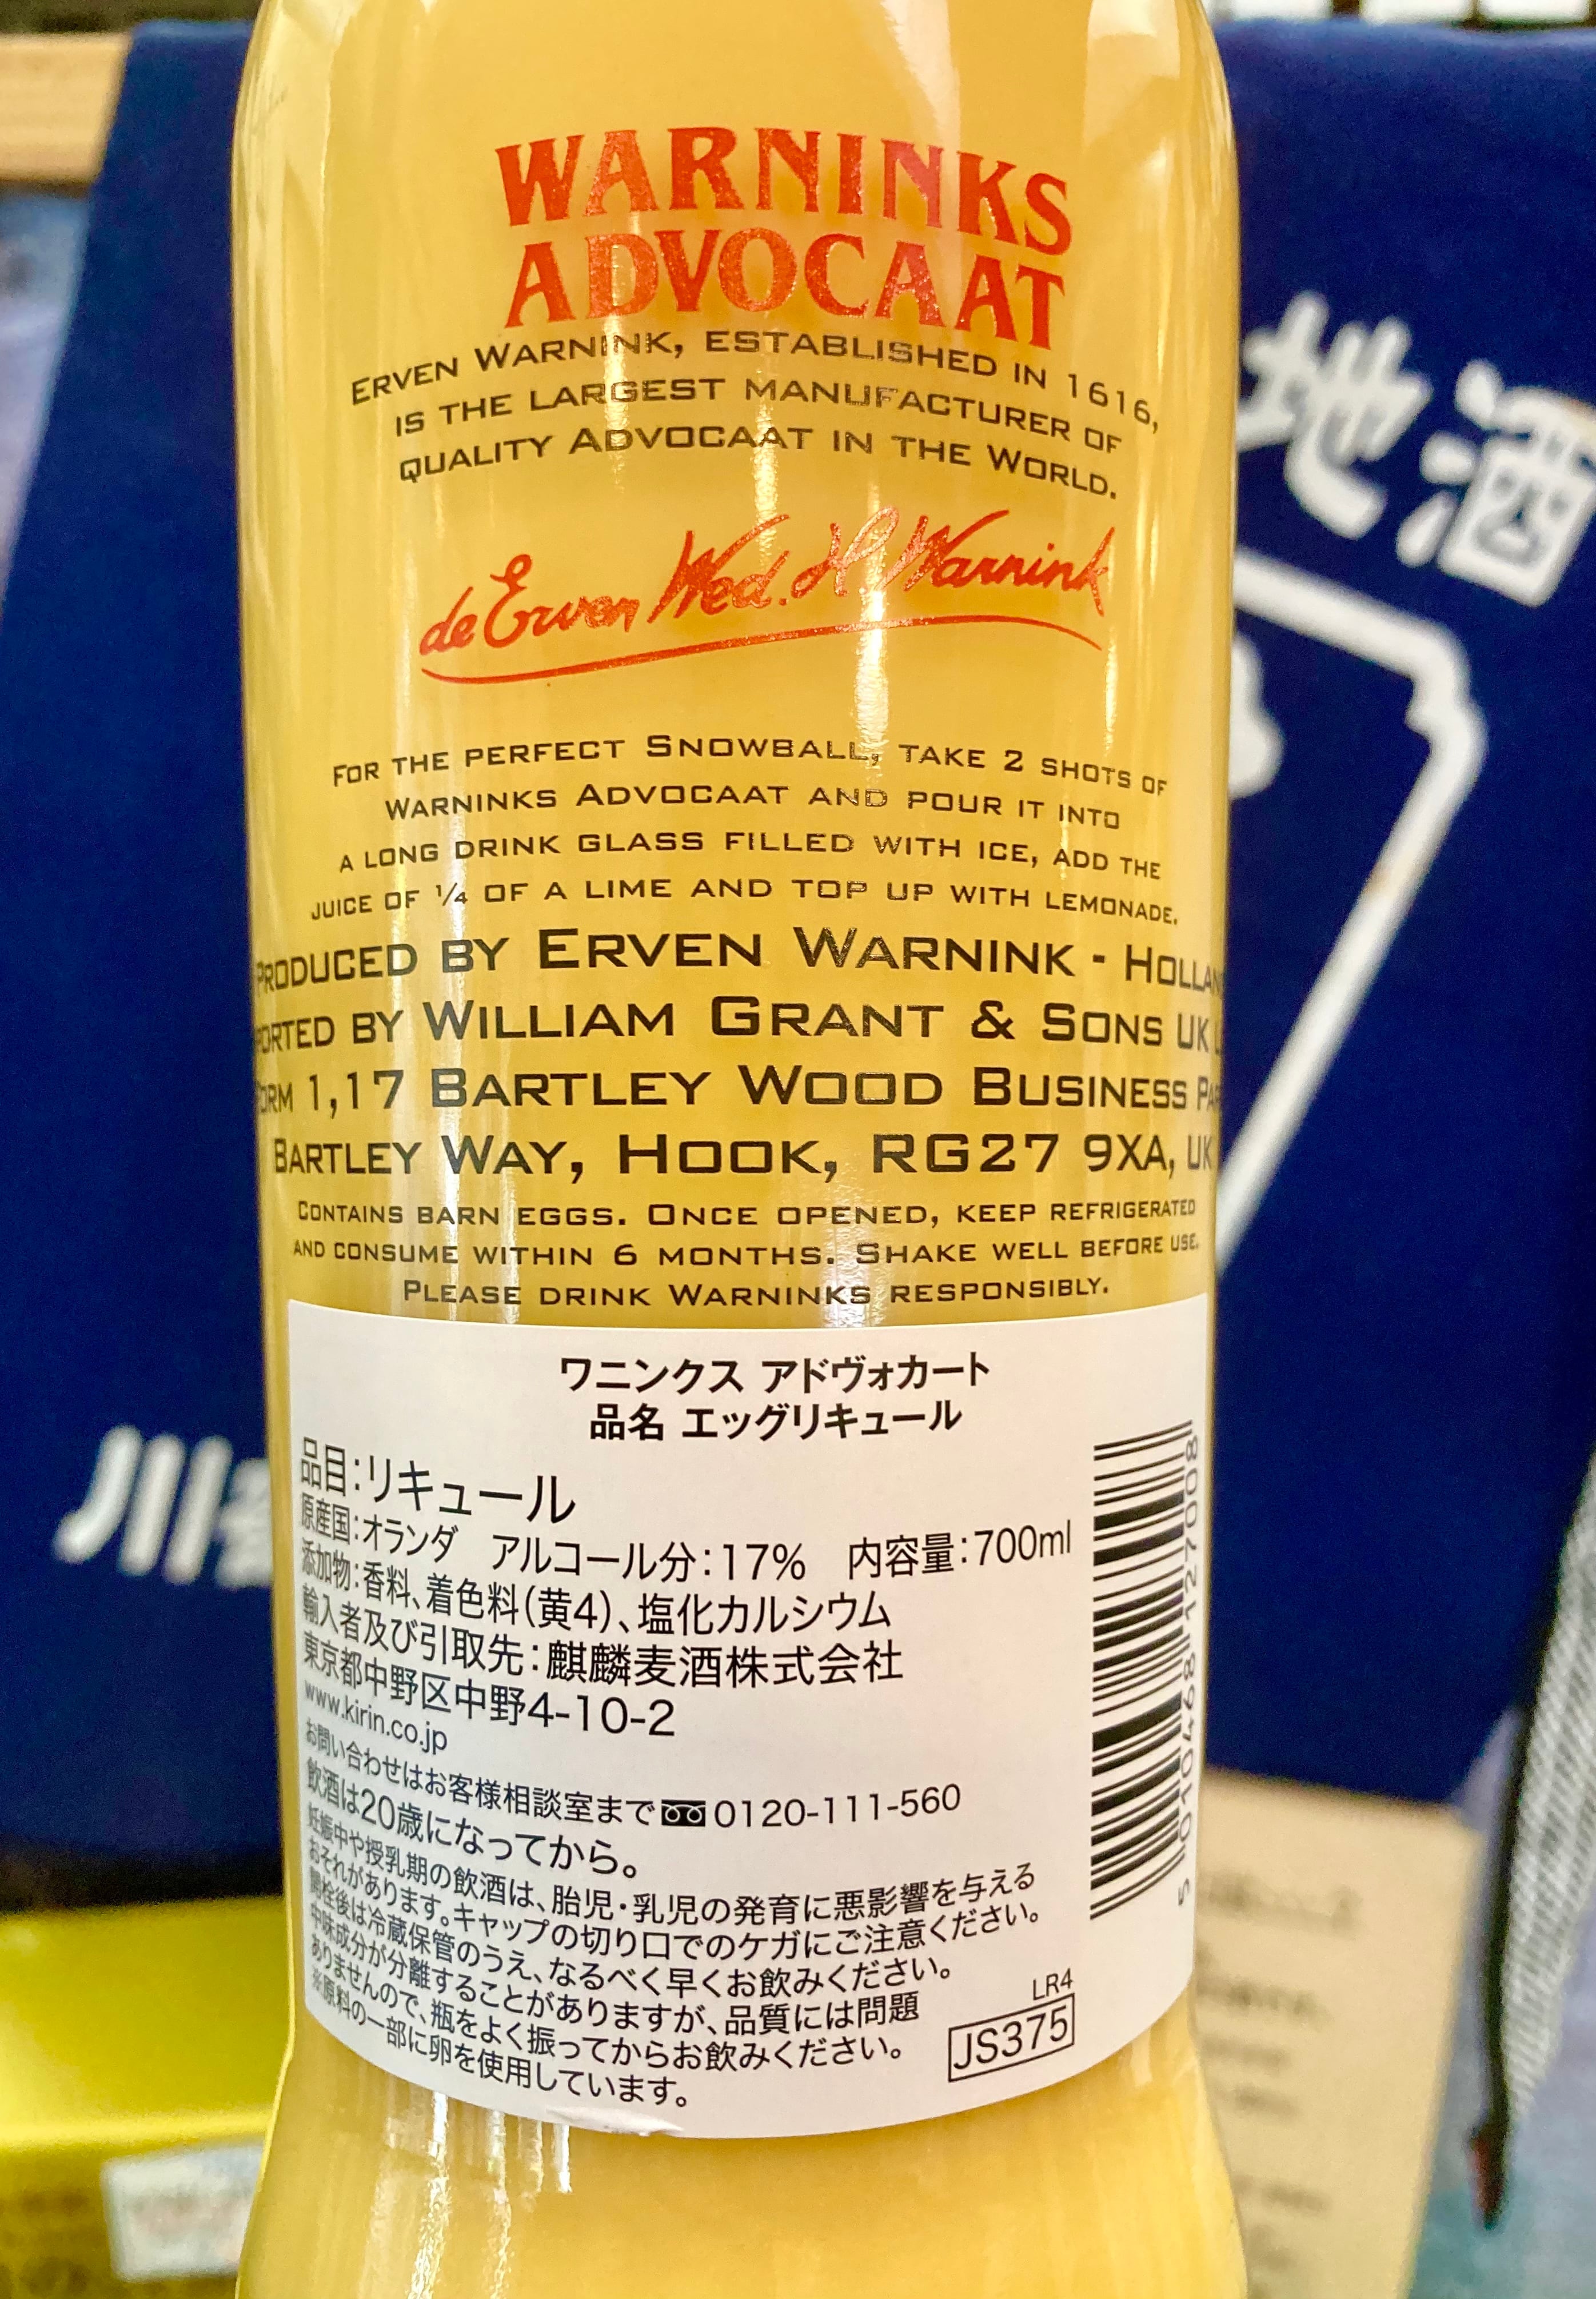 WARNINKS
ADVOCAAT
ERVEN WARNINK, ESTABLISHED IN 1616,
IS THE LARGEST MANUFACTURER OF
QUALITY ADVOCAAT IN THE WORLD.
de Erven Wed. H. Warnink
FOR THE PERFECT SNOWBALL, TAKE 2 SHOTS OF
WARNINKS ADVOCAAT AND POUR IT INTO
A LONG DRINK GLASS FILLED WITH ICE, ADD THE
JUICE OF ¼ OF A LIME AND TOP UP WITH LEMONADE.
PRODUCED BY ERVEN WARNINK - HOLLAN
PORTED BY WILLIAM GRANT & SONS UK L
ORM 1,17 BARTLEY WOOD BUSINESS PA
BARTLEY WAY, HOOK, RG27 9XA, UK
CONTAINS BARN EGGS. ONCE OPENED, KEEP REFRIGERATED
AND CONSUME WITHIN 6 MONTHS. SHAKE WELL BEFORE USE.
PLEASE DRINK WARNINKS RESPONSIBLY.
ワニンクス アドヴォカート
品名 エッグリキュール
品目:リキュール
原産国:オランダ アルコール分:17% 内容量:700ml
添加物:香料、着色料(黄4)、塩化カルシウム
輸入者及び引取先:麒麟麦酒株式会社
東京都中野区中野4-10-2
www.kirin.co.jp
お問い合わせはお客様相談室まで 0120-111-560
飲酒は20歳になってから。
妊娠中や授乳期の飲酒は、胎児・乳児の発育に悪影響を与える
おそれがあります。キャップの切り口でのケガにご注意ください。
開栓後は冷蔵保管のうえ、なるべく早くお飲みください。
中味成分が分離することがありますが、品質には問題
ありませんので、瓶をよく振ってからお飲みください。
※原料の一部に卵を使用しています。
LR4
JS375
5 010468 127008
地酒
川